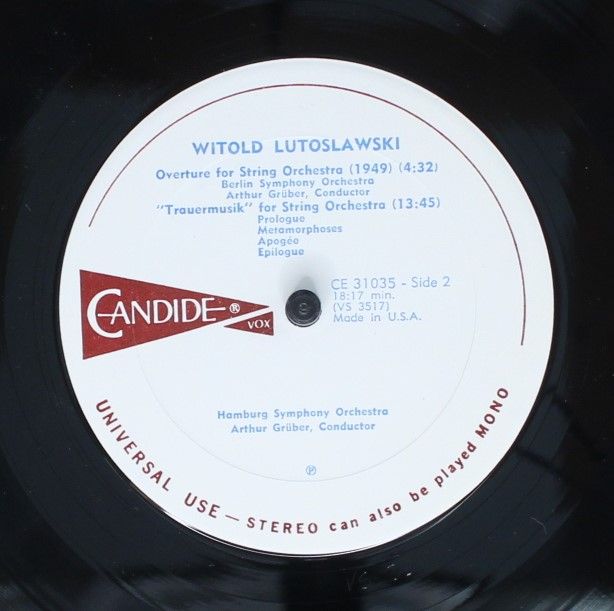 WITOLD LUTOSLAWSKI
Overture for String Orchestra (1949) (4:32)
Berlin Symphony Orchestra
Arthur Grüber, Conductor
"Trauermusik" for String Orchestra (13:45)
Prologue
Metamorphoses
Apogéo
Epilogue
CANDIDE®
VOX
CE 31035 - Side 2
18:17 min.
(VS 3517)
Made in U.S.A.
Hamburg Symphony Orchestra
Arthur Grüber, Conductor
℗
UNIVERSAL USE — STEREO can also be played MONO